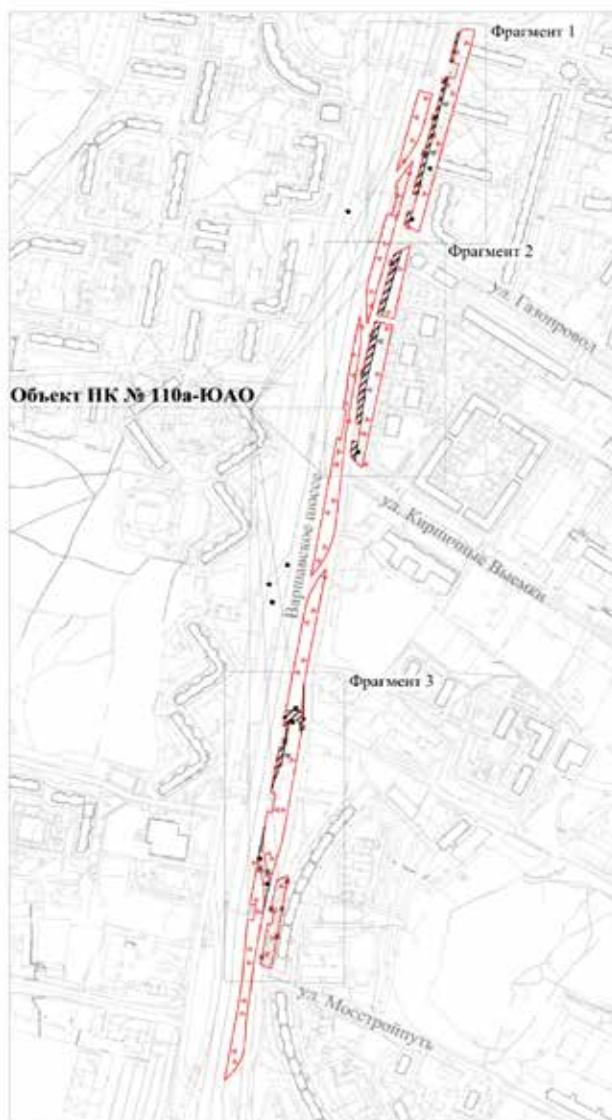 Фрагмент 1
Фрагмент 2
ул. Газопровод
Объект ПК № 110а-ЮАО
Варшавское шоссе
ул. Кирпичные Выемки
Фрагмент 3
ул. Мосстройпуть